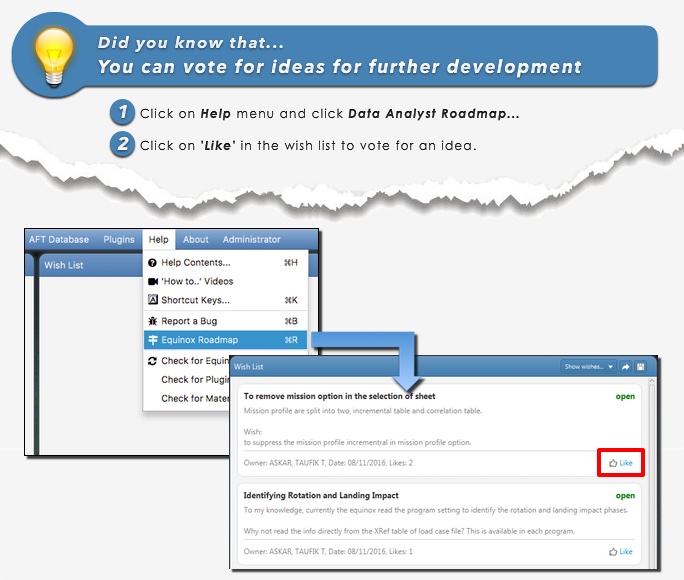 Did you know that...
You can vote for ideas for further development
1 Click on Help menu and click Data Analyst Roadmap...
2 Click on 'Like' in the wish list to vote for an idea.
AFT Database Plugins Help About Administrator
Wish List
Help Contents... ⌘H
'How to..' Videos
A Shortcut Keys... ⌘K
Report a Bug ⌘B
Equinox Roadmap ⌘R
Check for Equin
Check for Plugin
Check for Mater
Wish List Show wishes...
To remove mission option in the selection of sheet open
Mission profile are split into two, incremental table and correlation table.
Wish:
to suppress the mission profile incrementral in mission profile option.
Owner: ASKAR, TAUFIK T, Date: 08/11/2016, Likes: 2 Like
Identifying Rotation and Landing Impact open
To my knowledge, currently the equinox read the program setting to identify the rotation and landing impact phases.
Why not read the info directly from the XRef table of load case file? This is available in each program.
Owner: ASKAR, TAUFIK T, Date: 08/11/2016, Likes: 1 Like